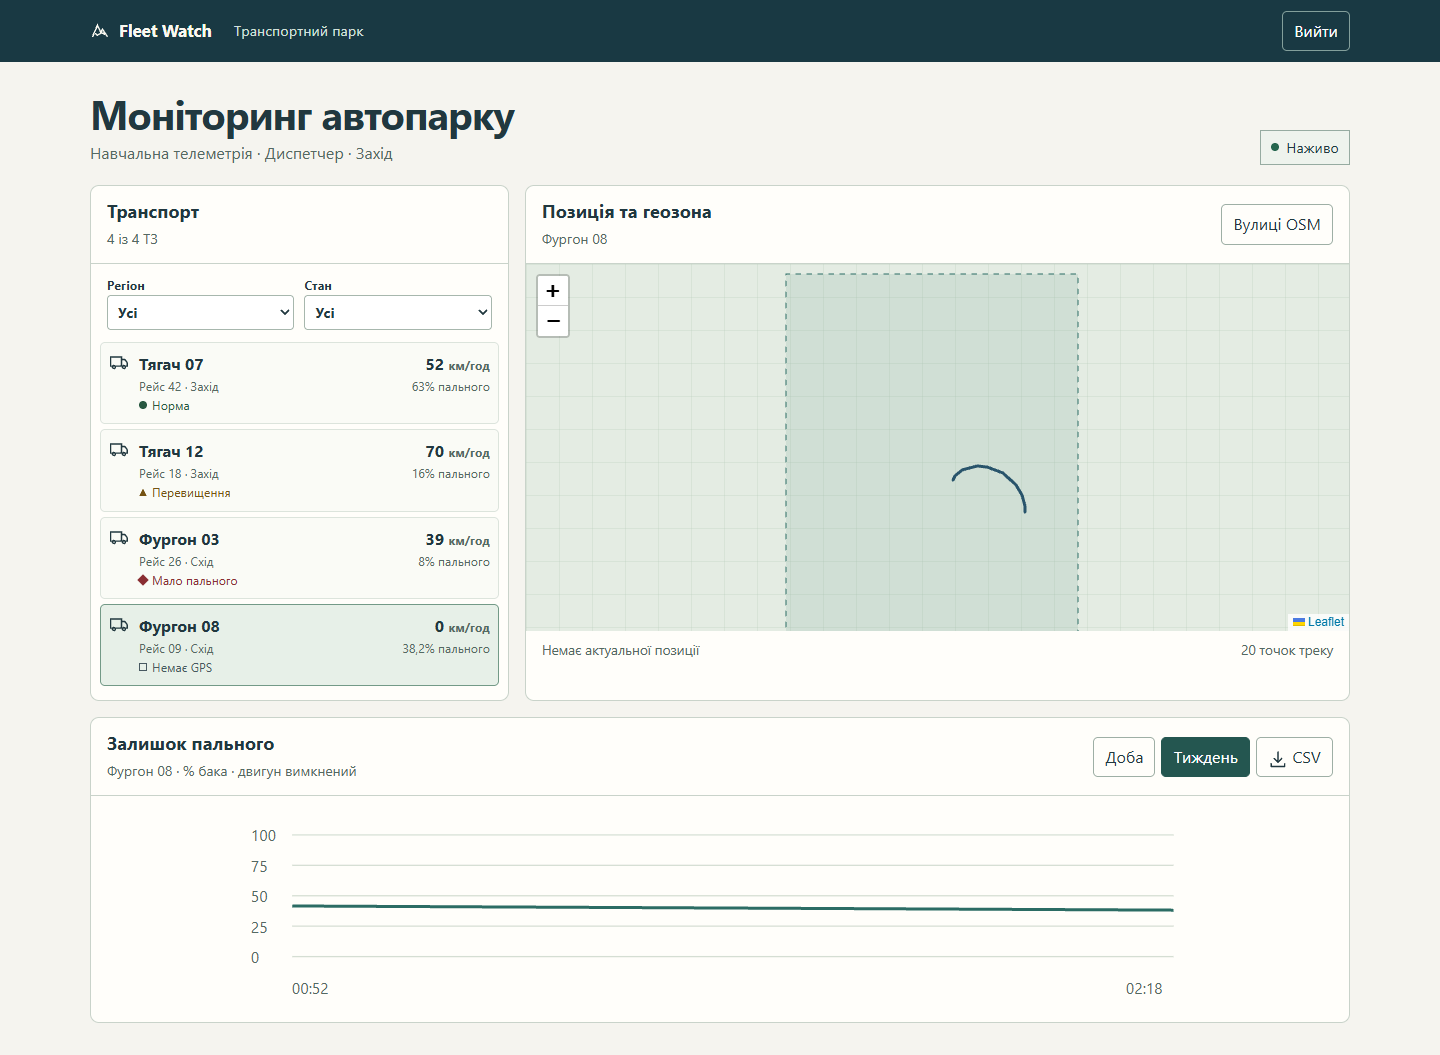 Fleet Watch
Транспортний парк
Вийти
Моніторинг автопарку
Навчальна телеметрія · Диспетчер · Захід
Наживо
Транспорт
4 із 4 ТЗ
Регіон
Стан
Усі
Усі
Тягач 07
52 км/год
Рейс 42 · Захід
63% пального
Норма
Тягач 12
70 км/год
Рейс 18 · Захід
16% пального
Перевищення
Фургон 03
39 км/год
Рейс 26 · Схід
8% пального
Мало пального
Фургон 08
0 км/год
Рейс 09 · Схід
38,2% пального
Немає GPS
Позиція та геозона
Фургон 08
Вулиці OSM
+
−
Leaflet
Немає актуальної позиції
20 точок треку
Залишок пального
Фургон 08 · % бака · двигун вимкнений
Доба
Тиждень
CSV
100
75
50
25
0
00:52
02:18